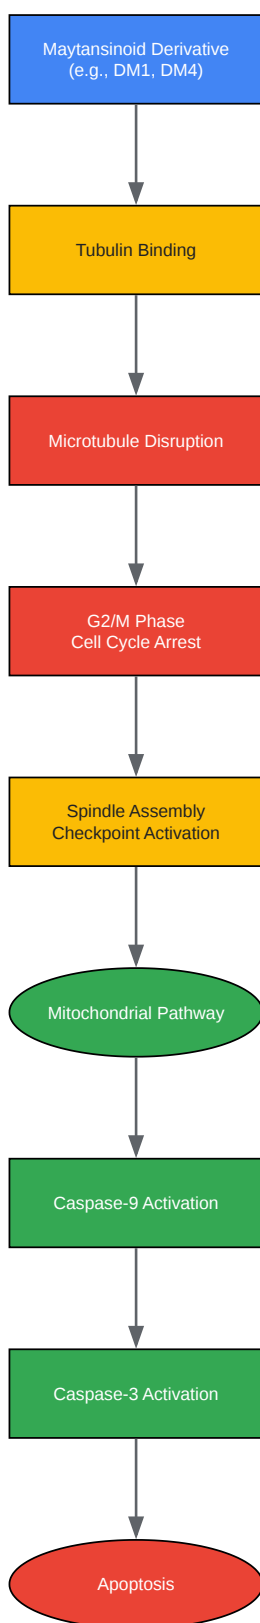 Maytansinoid Derivative
(e.g., DM1, DM4)
Tubulin Binding
Microtubule Disruption
G2/M Phase
Cell Cycle Arrest
Spindle Assembly
Checkpoint Activation
Mitochondrial Pathway
Caspase-9 Activation
Caspase-3 Activation
Apoptosis